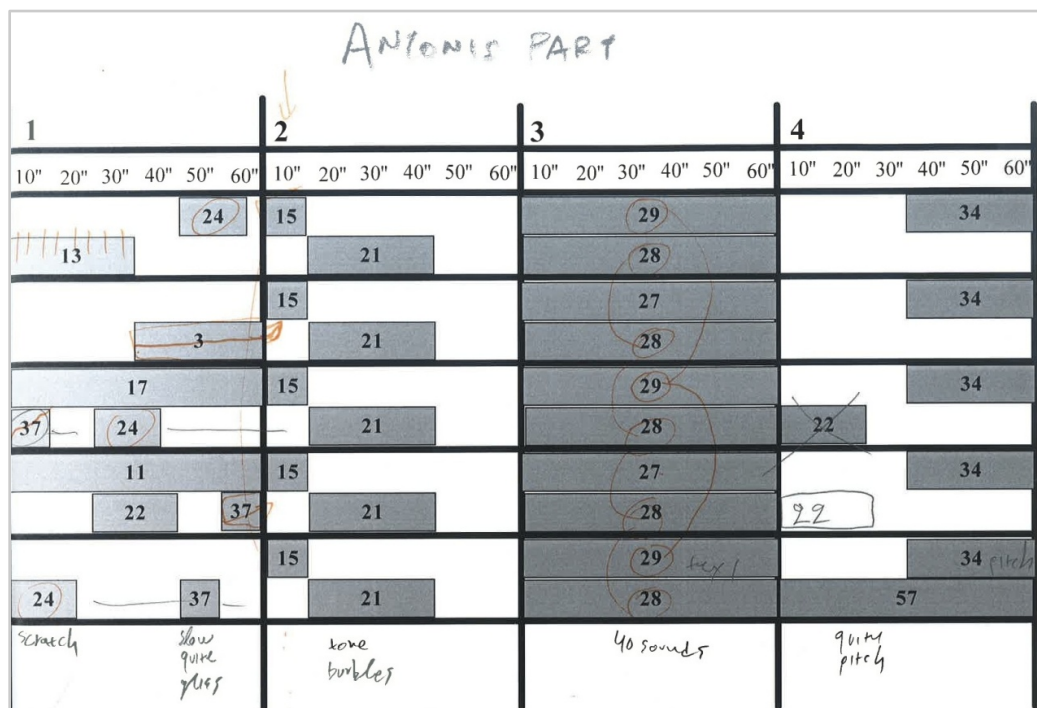 ANTONIS PART
1 2 3 4
10" 20" 30" 40" 50" 60" 10" 20" 30" 40" 50" 60" 10" 20" 30" 40" 50" 60" 10" 20" 30" 40" 50" 60"
24 15 29 34
13 21 28
15 27 34
3 21 28
17 15 29 34
37 24 21 28 22
11 15 27 34
22 37 21 28 22
15 29 text 34 pitch
24 37 21 28 57
scratch slow tone 40 sounds quite
quite burbles pitch
gliss